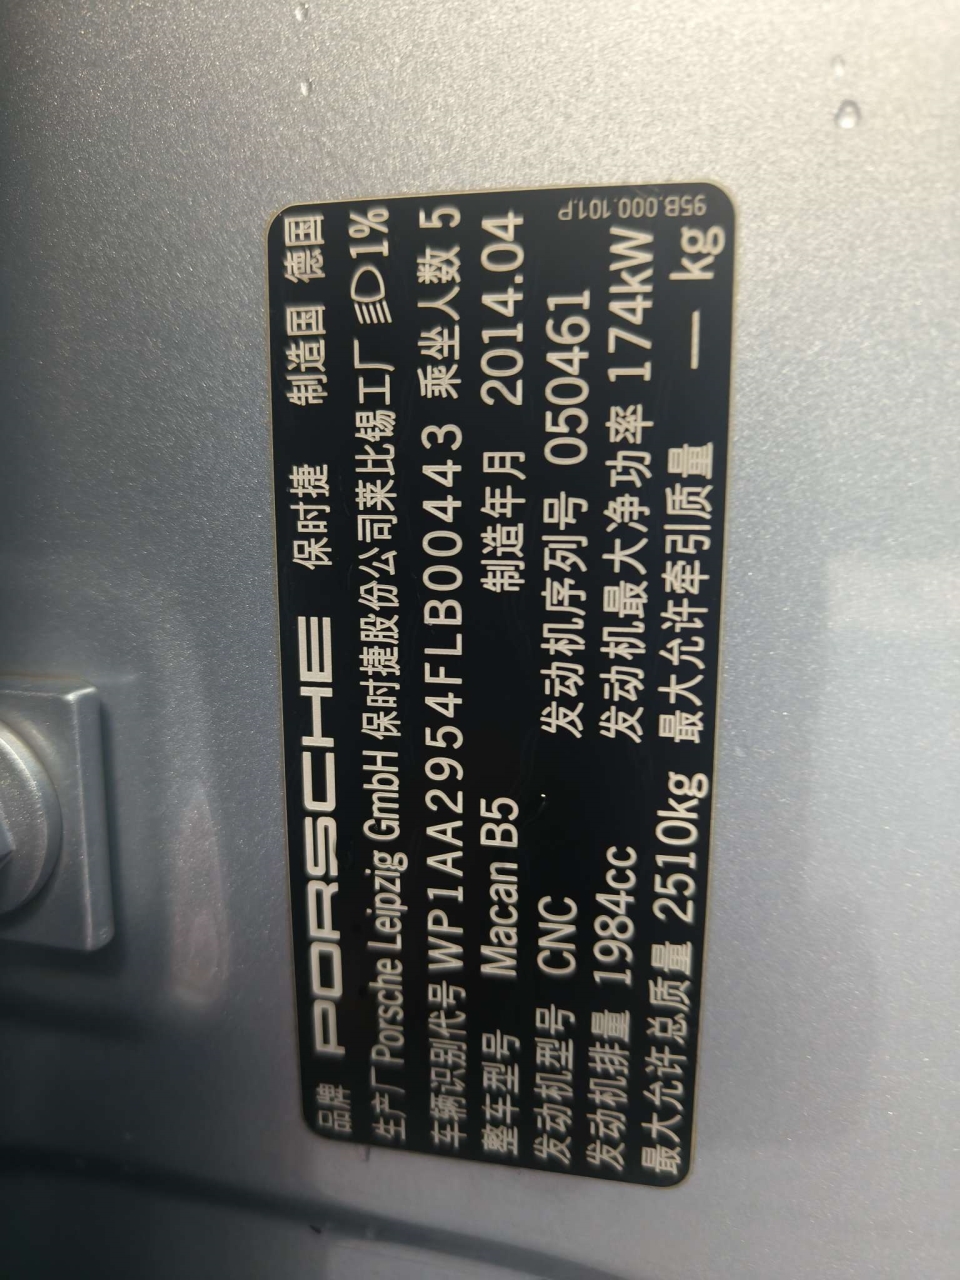 品牌 PORSCHE 保时捷 制造国 德国
生产厂 Porsche Leipzig GmbH 保时捷股份公司莱比锡工厂 1%
车辆识别代号 WP1AA2954FLB00443 乘坐人数 5
整车型号 Macan B5 制造年月 2014.04
发动机型号 CNC 发动机序列号 050461
发动机排量 1984cc 发动机最大净功率 174kW
最大允许总质量 2510kg 最大允许牵引质量 — kg
95B.000.101.P